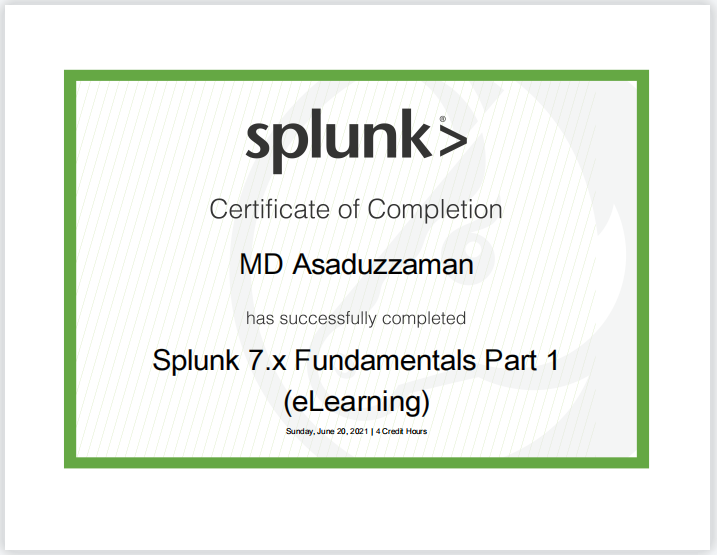 splunk>®
Certificate of Completion
MD Asaduzzaman
has successfully completed
Splunk 7.x Fundamentals Part 1
(eLearning)
Sunday, June 20, 2021 | 4 Credit Hours